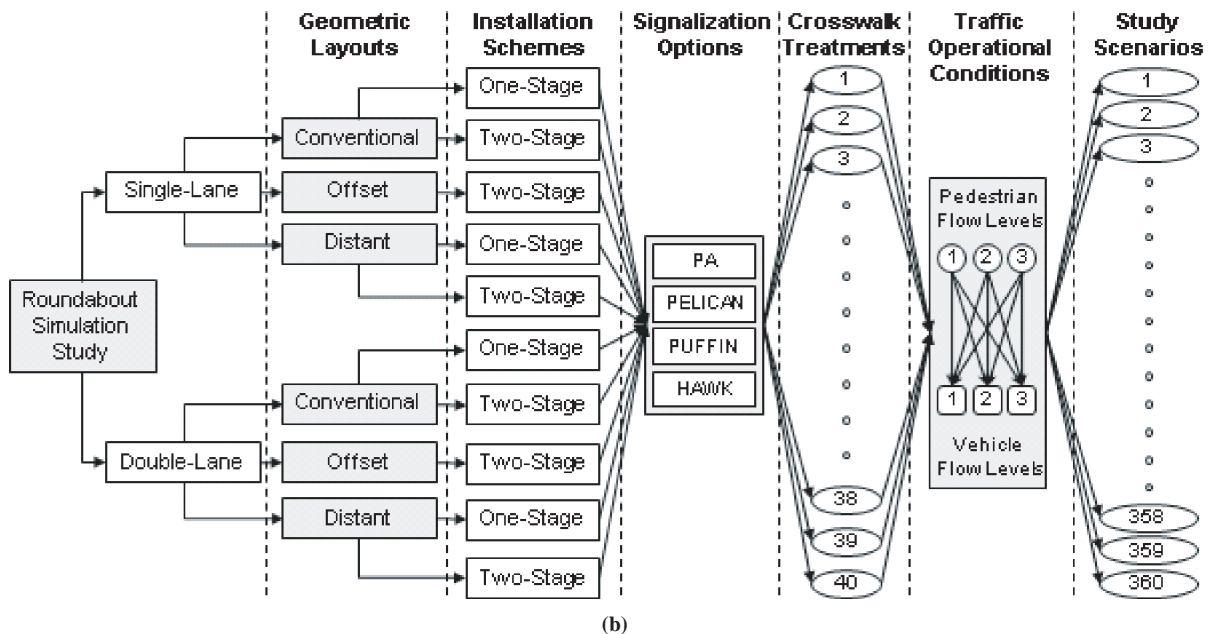 Geometric Layouts
Installation Schemes
Signalization Options
Crosswalk Treatments
Traffic Operational Conditions
Study Scenarios
Roundabout Simulation Study
Single-Lane
Double-Lane
Conventional
Offset
Distant
Conventional
Offset
Distant
One-Stage
Two-Stage
Two-Stage
One-Stage
Two-Stage
One-Stage
Two-Stage
Two-Stage
One-Stage
Two-Stage
PA
PELICAN
PUFFIN
HAWK
1
2
3
38
39
40
Pedestrian Flow Levels
1 2 3
1 2 3
Vehicle Flow Levels
1
2
3
358
359
360
(b)